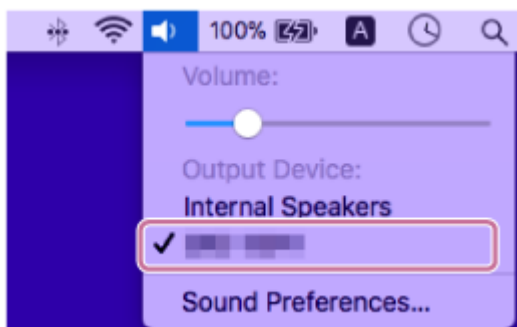 100% A
Volume:
Output Device:
Internal Speakers
Sound Preferences...